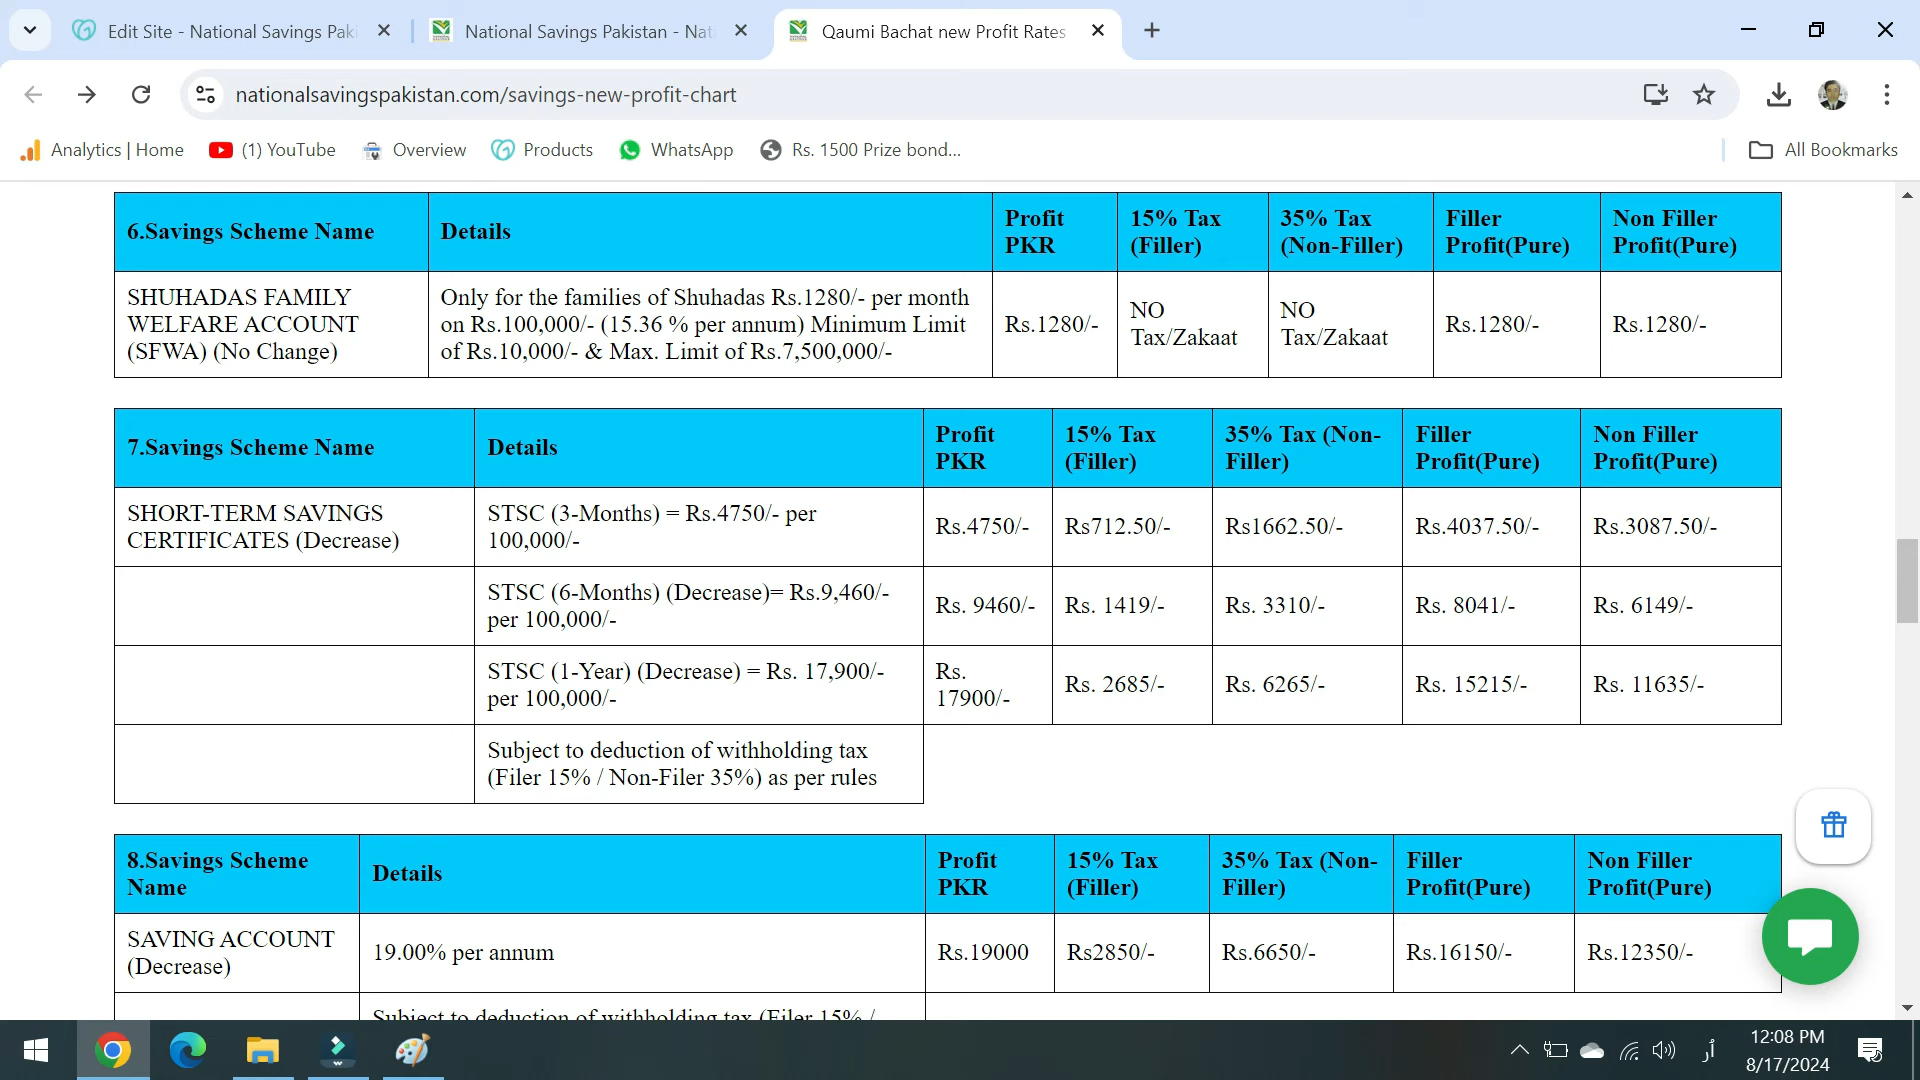 Edit Site - National Savings Paki
National Savings Pakistan - Nat
Qaumi Bachat new Profit Rates
nationalsavingspakistan.com/savings-new-profit-chart
Analytics | Home
(1) YouTube
Overview
Products
WhatsApp
Rs. 1500 Prize bond...
All Bookmarks
6.Savings Scheme Name
Details
Profit
PKR
15% Tax
(Filler)
35% Tax
(Non-Filler)
Filler
Profit(Pure)
Non Filler
Profit(Pure)
SHUHADAS FAMILY
WELFARE ACCOUNT
(SFWA) (No Change)
Only for the families of Shuhadas Rs.1280/- per month
on Rs.100,000/- (15.36 % per annum) Minimum Limit
of Rs.10,000/- & Max. Limit of Rs.7,500,000/-
Rs.1280/-
NO
Tax/Zakaat
NO
Tax/Zakaat
Rs.1280/-
Rs.1280/-
7.Savings Scheme Name
Details
Profit
PKR
15% Tax
(Filler)
35% Tax (Non-
Filler)
Filler
Profit(Pure)
Non Filler
Profit(Pure)
SHORT-TERM SAVINGS
CERTIFICATES (Decrease)
STSC (3-Months) = Rs.4750/- per
100,000/-
Rs.4750/-
Rs712.50/-
Rs1662.50/-
Rs.4037.50/-
Rs.3087.50/-
STSC (6-Months) (Decrease)= Rs.9,460/-
per 100,000/-
Rs. 9460/-
Rs. 1419/-
Rs. 3310/-
Rs. 8041/-
Rs. 6149/-
STSC (1-Year) (Decrease) = Rs. 17,900/-
per 100,000/-
Rs.
17900/-
Rs. 2685/-
Rs. 6265/-
Rs. 15215/-
Rs. 11635/-
Subject to deduction of withholding tax
(Filer 15% / Non-Filer 35%) as per rules
8.Savings Scheme
Name
Details
Profit
PKR
15% Tax
(Filler)
35% Tax (Non-
Filler)
Filler
Profit(Pure)
Non Filler
Profit(Pure)
SAVING ACCOUNT
(Decrease)
19.00% per annum
Rs.19000
Rs2850/-
Rs.6650/-
Rs.16150/-
Rs.12350/-
Subject to deduction of withholding tax (Filer 15% /
12:08 PM
8/17/2024